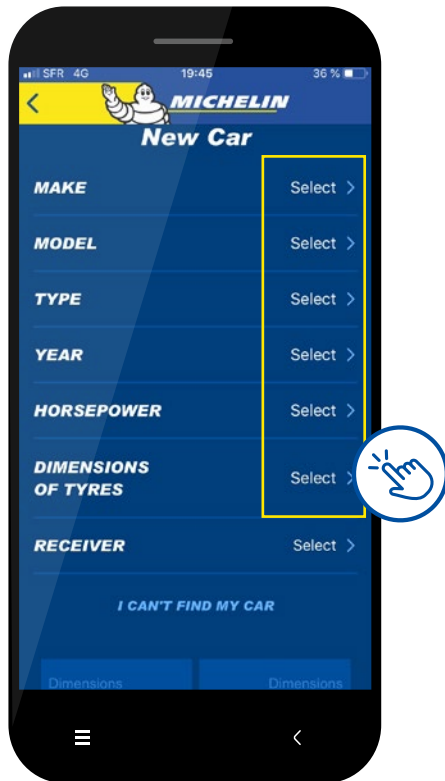 SFR 4G 19:45 36 %
MICHELIN
New Car
MAKE Select >
MODEL Select >
TYPE Select >
YEAR Select >
HORSEPOWER Select >
DIMENSIONS
OF TYRES Select >
RECEIVER Select >
I CAN'T FIND MY CAR
Dimensions Dimensions